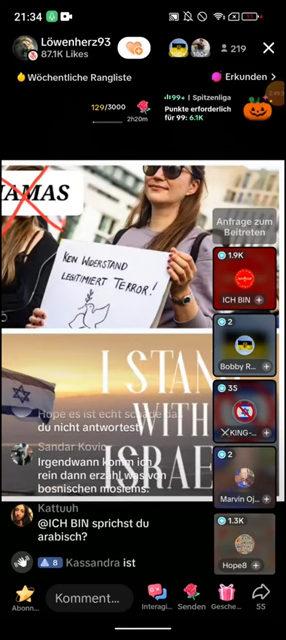 21:34
Löwenherz93
87.1K Likes
219
Wöchentliche Rangliste
Erkunden >
129/3000
2h20m
99+ | Spitzenliga
Punkte erforderlich
für 99: 6.1K
AMAS
KEIN WIDERSTAND
LEGITIMIERT TERROR!
Anfrage zum
Beitreten
1.9K
ICH BIN
2
Bobby R...
35
KING-...
2
Marvin Oj...
1.3K
Hope8
I STAN
WITH
ISRAE
Hope es ist echt schade das
du nicht antwortest
Sandar Kovic
Irgendwann komm ich
rein dann erzähl was von
bosnischen moslems.
Kattuuh
@ICH BIN sprichst du
arabisch?
8 Kassandra ist
Abonn...
Kommen...
Interagi...
Senden
Gesche...
55